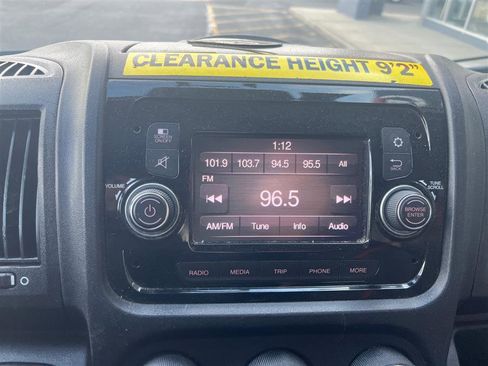 CLEARANCE HEIGHT 9'2"
SCREEN ON/OFF
1:12
101.9 103.7 94.5 95.5 All
FM
96.5
AM/FM Tune Info Audio
BACK
VOLUME
TUNE SCROLL
BROWSE ENTER
RADIO MEDIA TRIP PHONE MORE